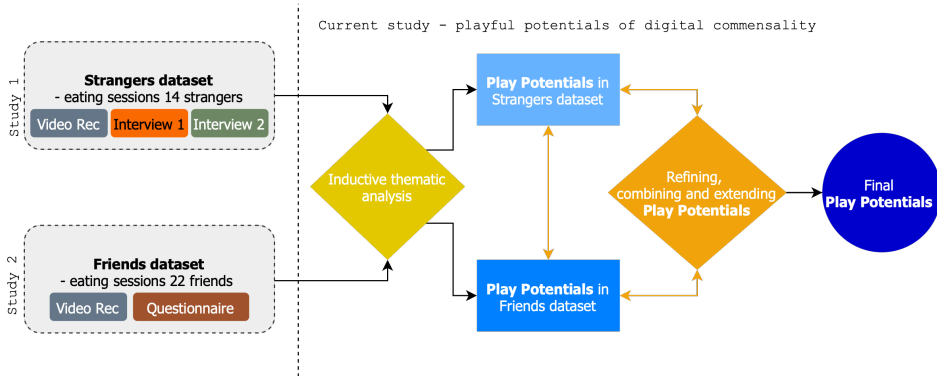 Current study - playful potentials of digital commensality
Study 1
Strangers dataset
- eating sessions 14 strangers
Video Rec
Interview 1
Interview 2
Study 2
Friends dataset
- eating sessions 22 friends
Video Rec
Questionnaire
Inductive thematic
analysis
Play Potentials in
Strangers dataset
Play Potentials in
Friends dataset
Refining,
combining and extending
Play Potentials
Final
Play Potentials